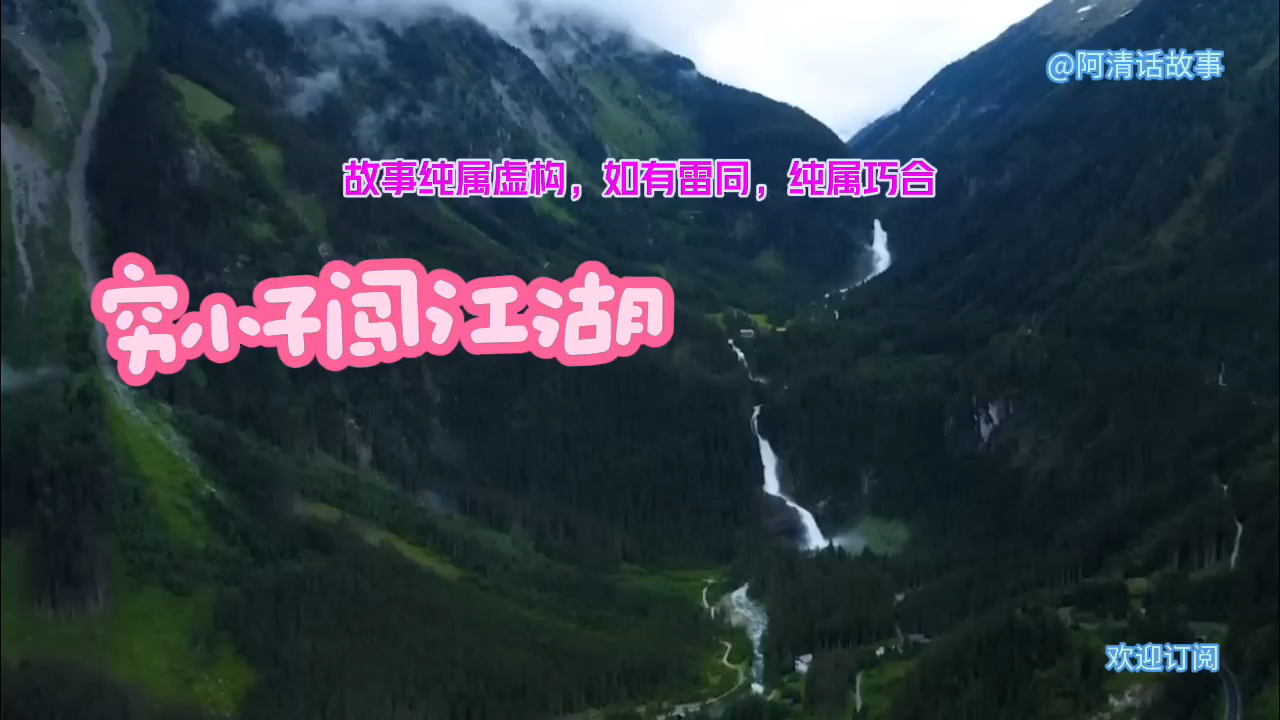 @阿清话故事
故事纯属虚构，如有雷同，纯属巧合
穷小子闯江湖
欢迎订阅